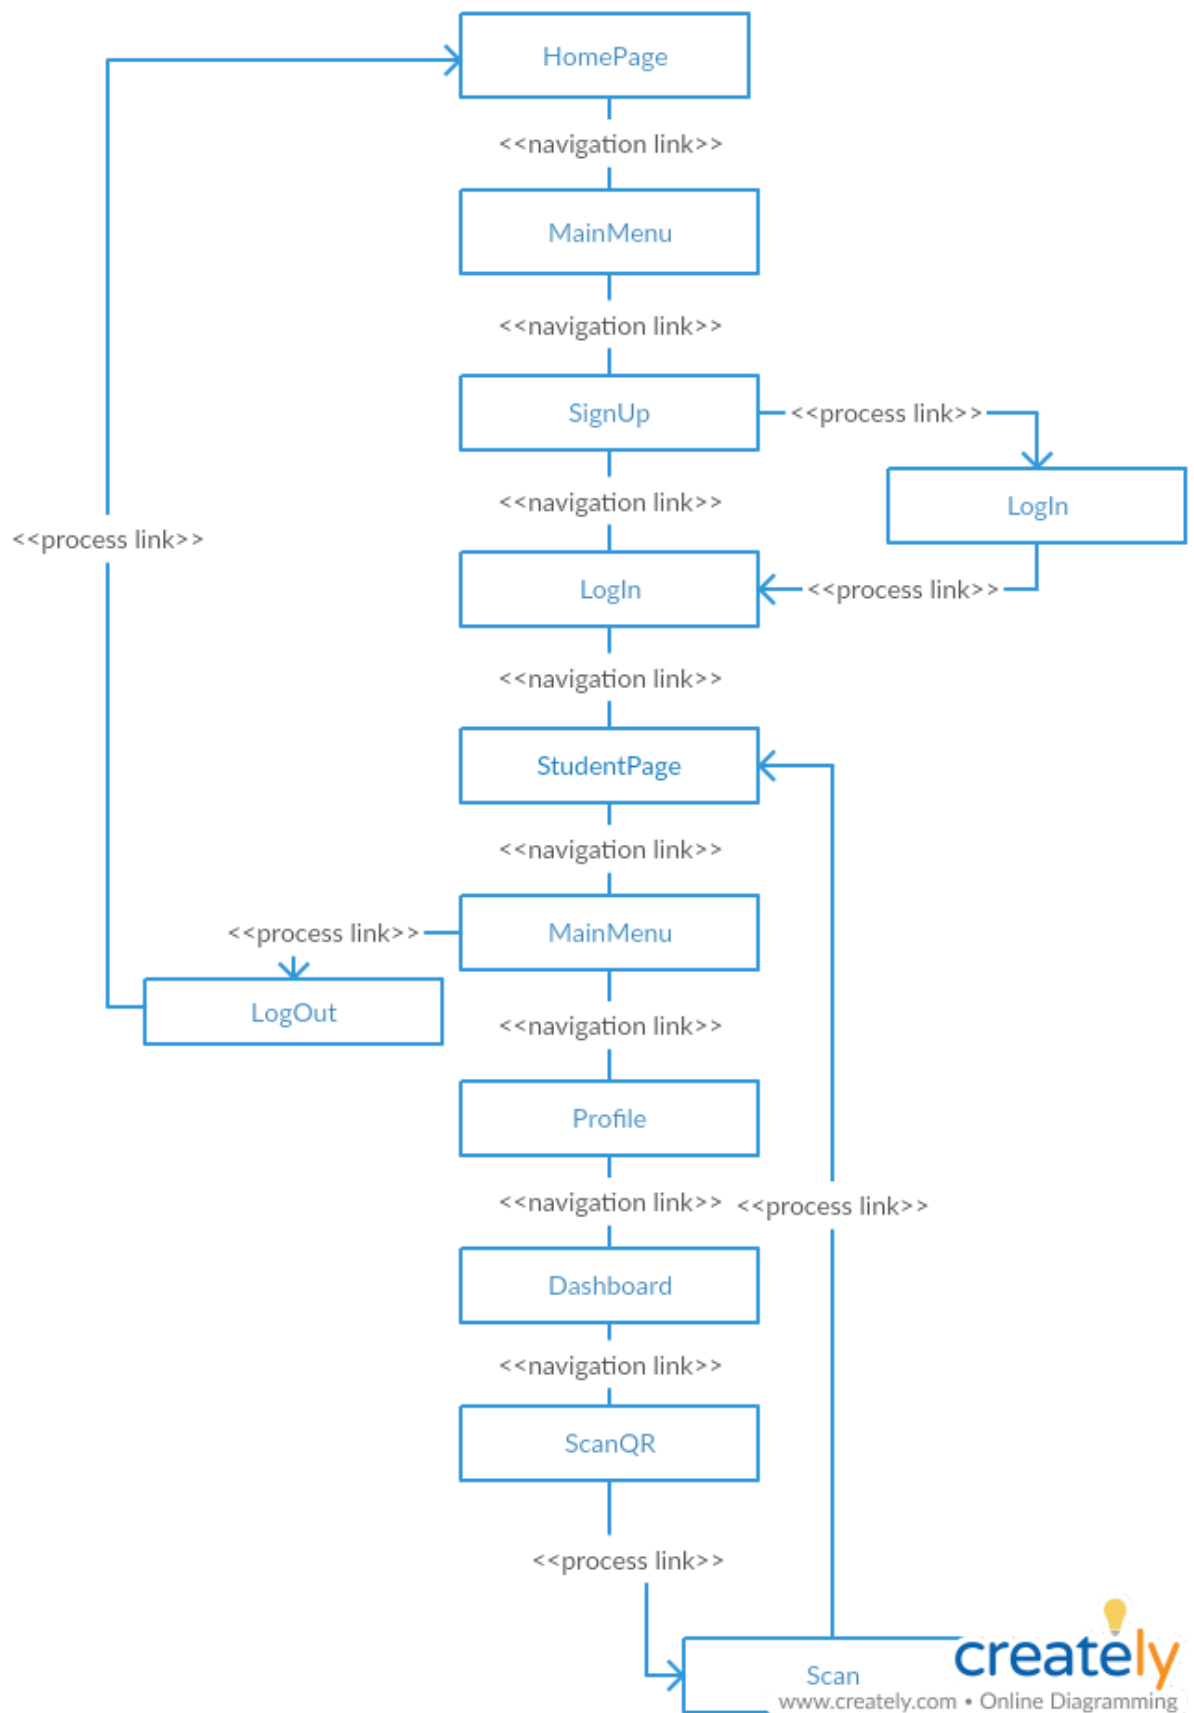 HomePage
<<navigation link>>
MainMenu
<<navigation link>>
SignUp
<<process link>>
LogIn
<<navigation link>>
<<process link>>
LogIn
<<process link>>
<<navigation link>>
StudentPage
<<navigation link>>
<<process link>>
MainMenu
LogOut
<<navigation link>>
Profile
<<navigation link>>
<<process link>>
Dashboard
<<navigation link>>
ScanQR
<<process link>>
Scan
creately
www.creately.com • Online Diagramming